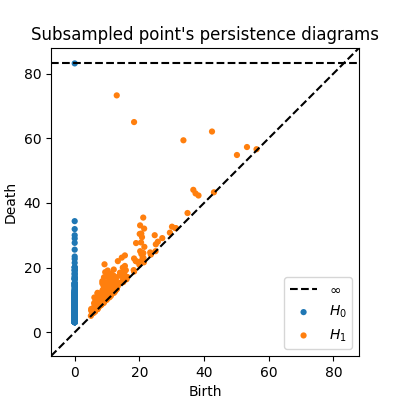 Subsampled point's persistence diagrams
80
60
40
20
0
Death
0 20 40 60 80
Birth
∞
H₀
H₁